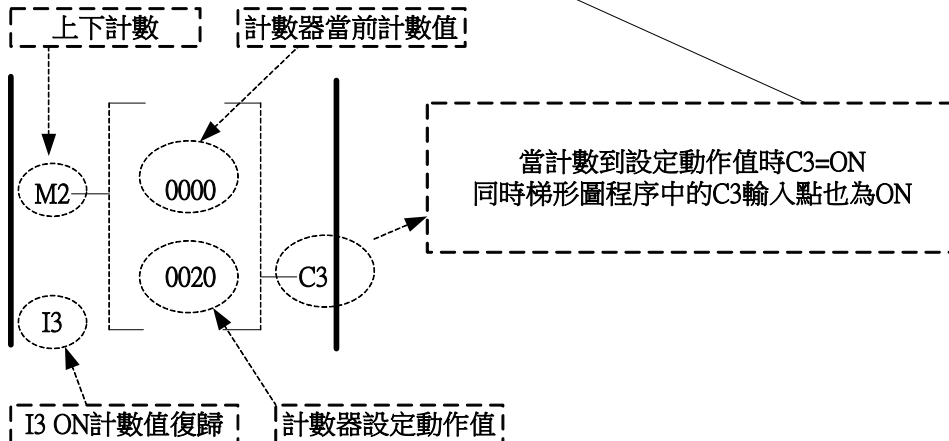 上下計數
計數器當前計數值
M2
0000
0020
C3
I3
當計數到設定動作值時C3=ON
同時梯形圖程序中的C3輸入點也為ON
I3 ON計數值復歸
計數器設定動作值